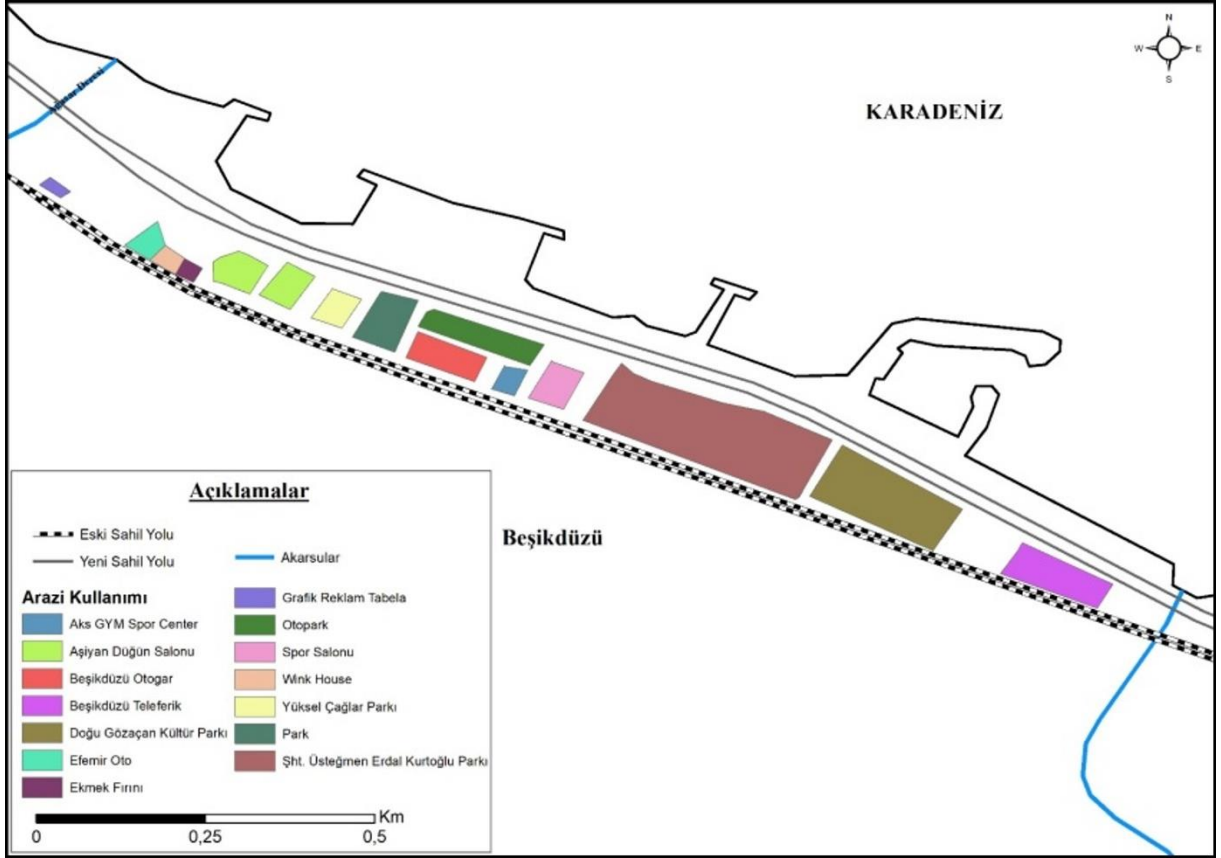 N
W E
S
KARADENİZ
Deresi
Beşikdüzü
Açıklamalar
Eski Sahil Yolu
Yeni Sahil Yolu
Akarsular
Arazi Kullanımı
Aks GYM Spor Center
Aşiyan Düğün Salonu
Beşikdüzü Otogar
Beşikdüzü Teleferik
Doğu Gözaçan Kültür Parkı
Efemir Oto
Ekmek Fırını
Grafik Reklam Tabela
Otopark
Spor Salonu
Wink House
Yüksel Çağlar Parkı
Park
Şht. Üsteğmen Erdal Kurtoğlu Parkı
Km
0 0,25 0,5